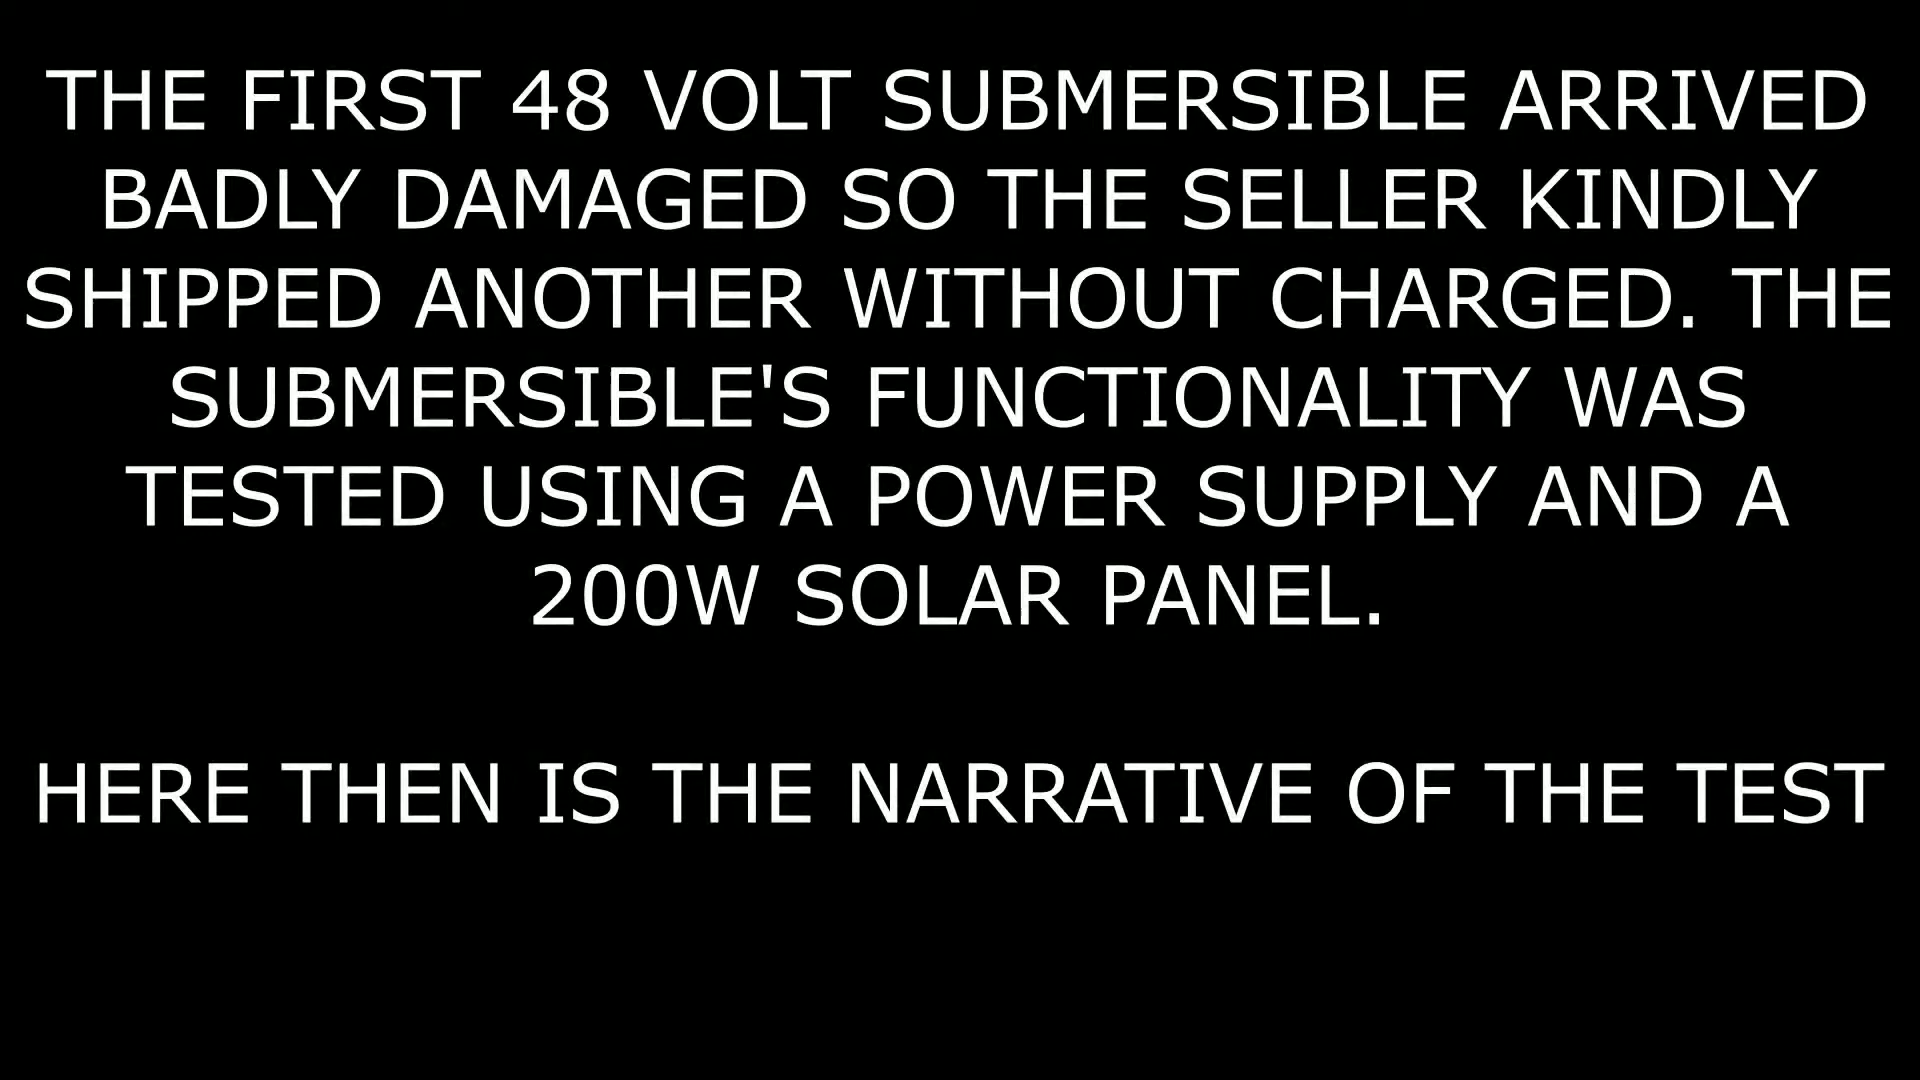 THE FIRST 48 VOLT SUBMERSIBLE ARRIVED
BADLY DAMAGED SO THE SELLER KINDLY
SHIPPED ANOTHER WITHOUT CHARGED. THE
SUBMERSIBLE'S FUNCTIONALITY WAS
TESTED USING A POWER SUPPLY AND A
200W SOLAR PANEL.
HERE THEN IS THE NARRATIVE OF THE TEST